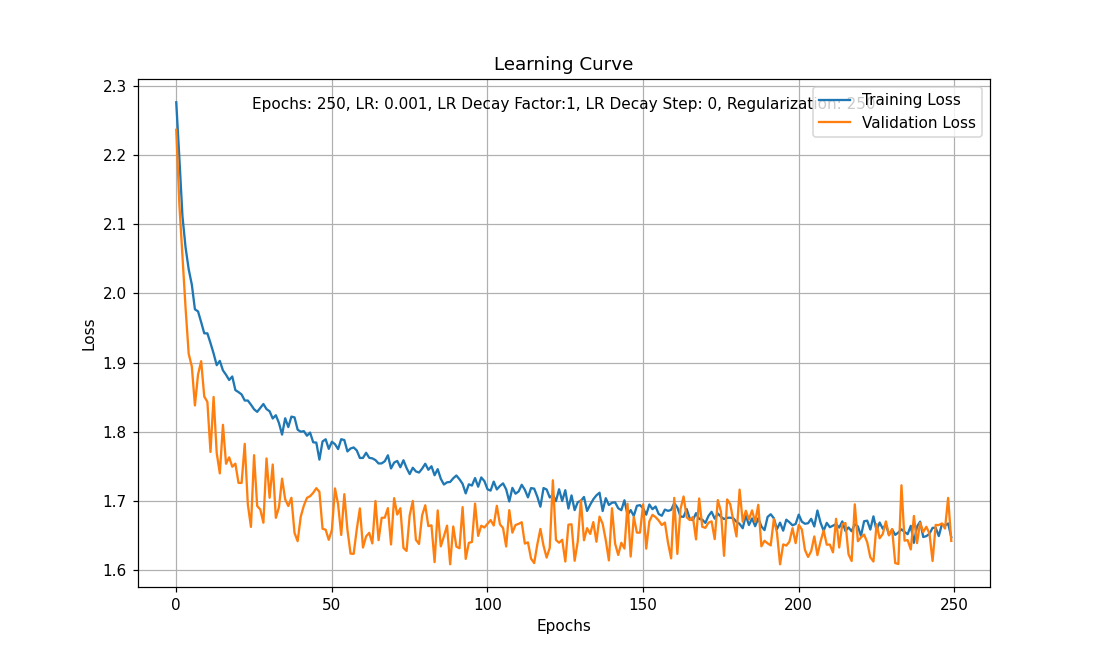 Learning Curve
Epochs: 250, LR: 0.001, LR Decay Factor:1, LR Decay Step: 0, Regularization: 250
Training Loss
Validation Loss
2.3
2.2
2.1
2.0
1.9
1.8
1.7
1.6
Loss
0 50 100 150 200 250
Epochs